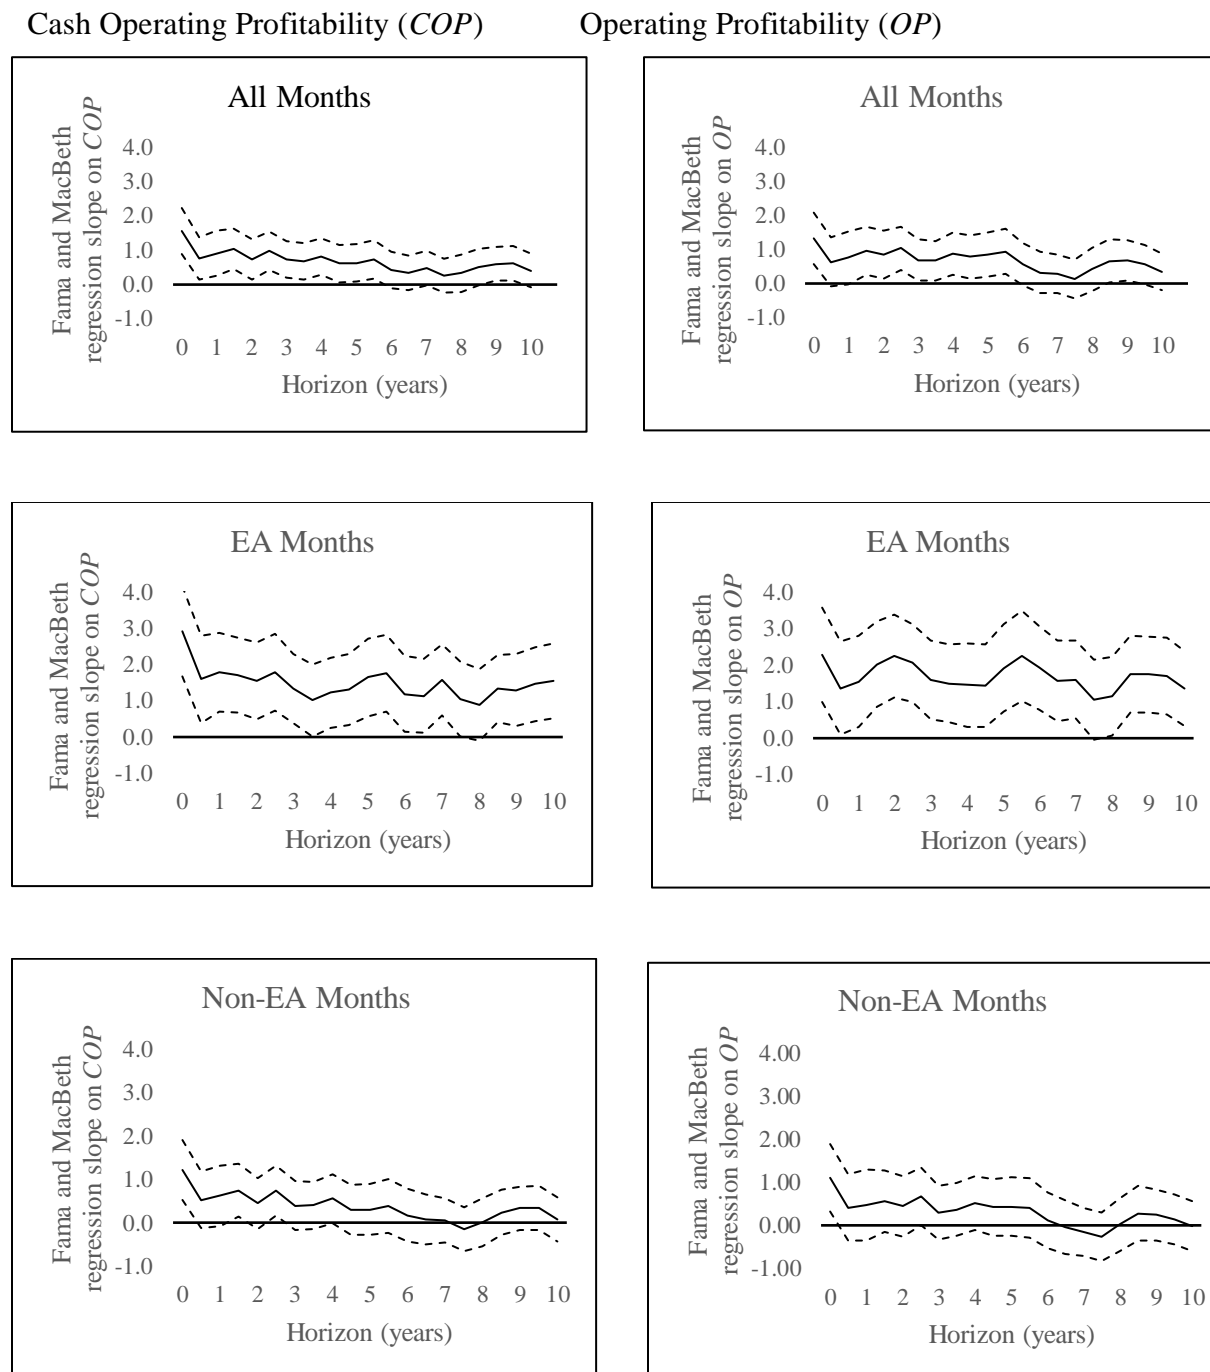 Cash Operating Profitability (COP)
Operating Profitability (OP)
All Months
Fama and MacBeth
regression slope on COP
4.0
3.0
2.0
1.0
0.0
-1.0
0 1 2 3 4 5 6 7 8 9 10
Horizon (years)
All Months
Fama and MacBeth
regression slope on OP
4.0
3.0
2.0
1.0
0.0
-1.0
0 1 2 3 4 5 6 7 8 9 10
Horizon (years)
EA Months
Fama and MacBeth
regression slope on COP
4.0
3.0
2.0
1.0
0.0
-1.0
0 1 2 3 4 5 6 7 8 9 10
Horizon (years)
EA Months
Fama and MacBeth
regression slope on OP
4.0
3.0
2.0
1.0
0.0
-1.0
0 1 2 3 4 5 6 7 8 9 10
Horizon (years)
Non-EA Months
Fama and MacBeth
regression slope on COP
4.0
3.0
2.0
1.0
0.0
-1.0
0 1 2 3 4 5 6 7 8 9 10
Horizon (years)
Non-EA Months
Fama and MacBeth
regression slope on OP
4.00
3.00
2.00
1.00
0.00
-1.00
0 1 2 3 4 5 6 7 8 9 10
Horizon (years)